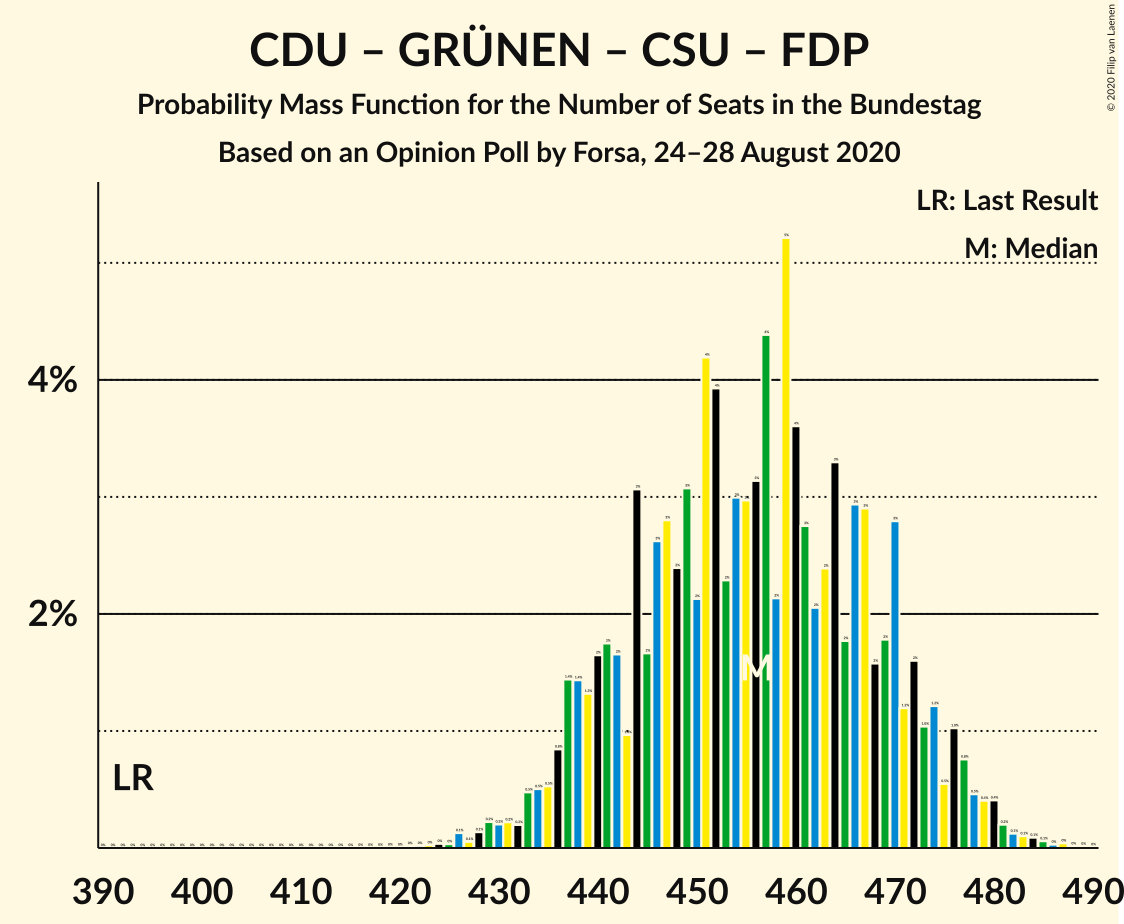 CDU – GRÜNEN – CSU – FDP
Probability Mass Function for the Number of Seats in the Bundestag
Based on an Opinion Poll by Forsa, 24–28 August 2020
© 2020 Filip van Laenen
LR: Last Result
M: Median
4%
2%
LR
M
390 400 410 420 430 440 450 460 470 480 490